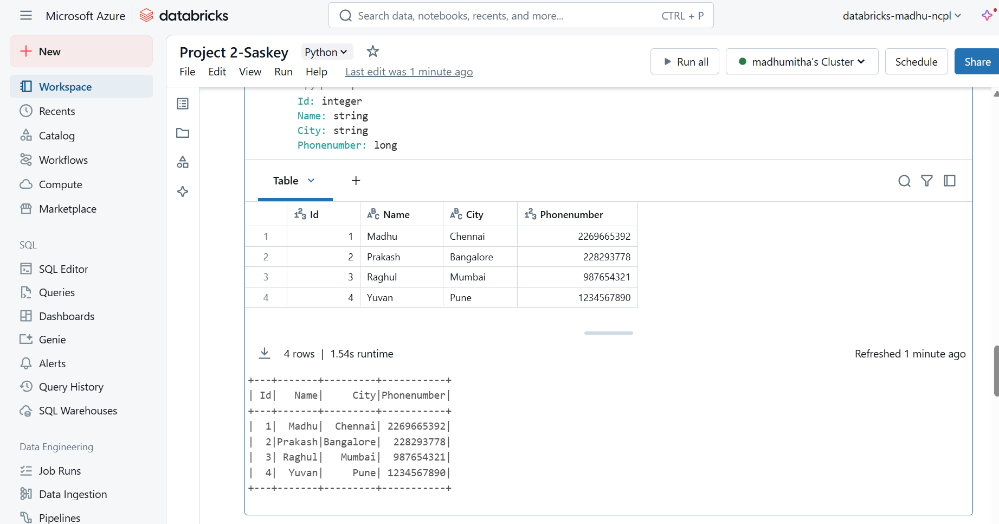 Microsoft Azure databricks
Search data, notebooks, recents, and more... CTRL + P
databricks-madhu-ncpl
New
Workspace
Recents
Catalog
Workflows
Compute
Marketplace
SQL
SQL Editor
Queries
Dashboards
Genie
Alerts
Query History
SQL Warehouses
Data Engineering
Job Runs
Data Ingestion
Pipelines
Project 2-Saskey Python
File Edit View Run Help Last edit was 1 minute ago
Run all madhumitha's Cluster Schedule Share
Id: integer
Name: string
City: string
Phonenumber: long
Table +
Id Name City Phonenumber
1 1 Madhu Chennai 2269665392
2 2 Prakash Bangalore 228293778
3 3 Raghul Mumbai 987654321
4 4 Yuvan Pune 1234567890
4 rows | 1.54s runtime Refreshed 1 minute ago
+---+-------+---------+-----------+
| Id|   Name|     City|Phonenumber|
+---+-------+---------+-----------+
|  1|  Madhu|  Chennai| 2269665392|
|  2|Prakash|Bangalore|  228293778|
|  3| Raghul|   Mumbai|  987654321|
|  4|  Yuvan|     Pune| 1234567890|
+---+-------+---------+-----------+